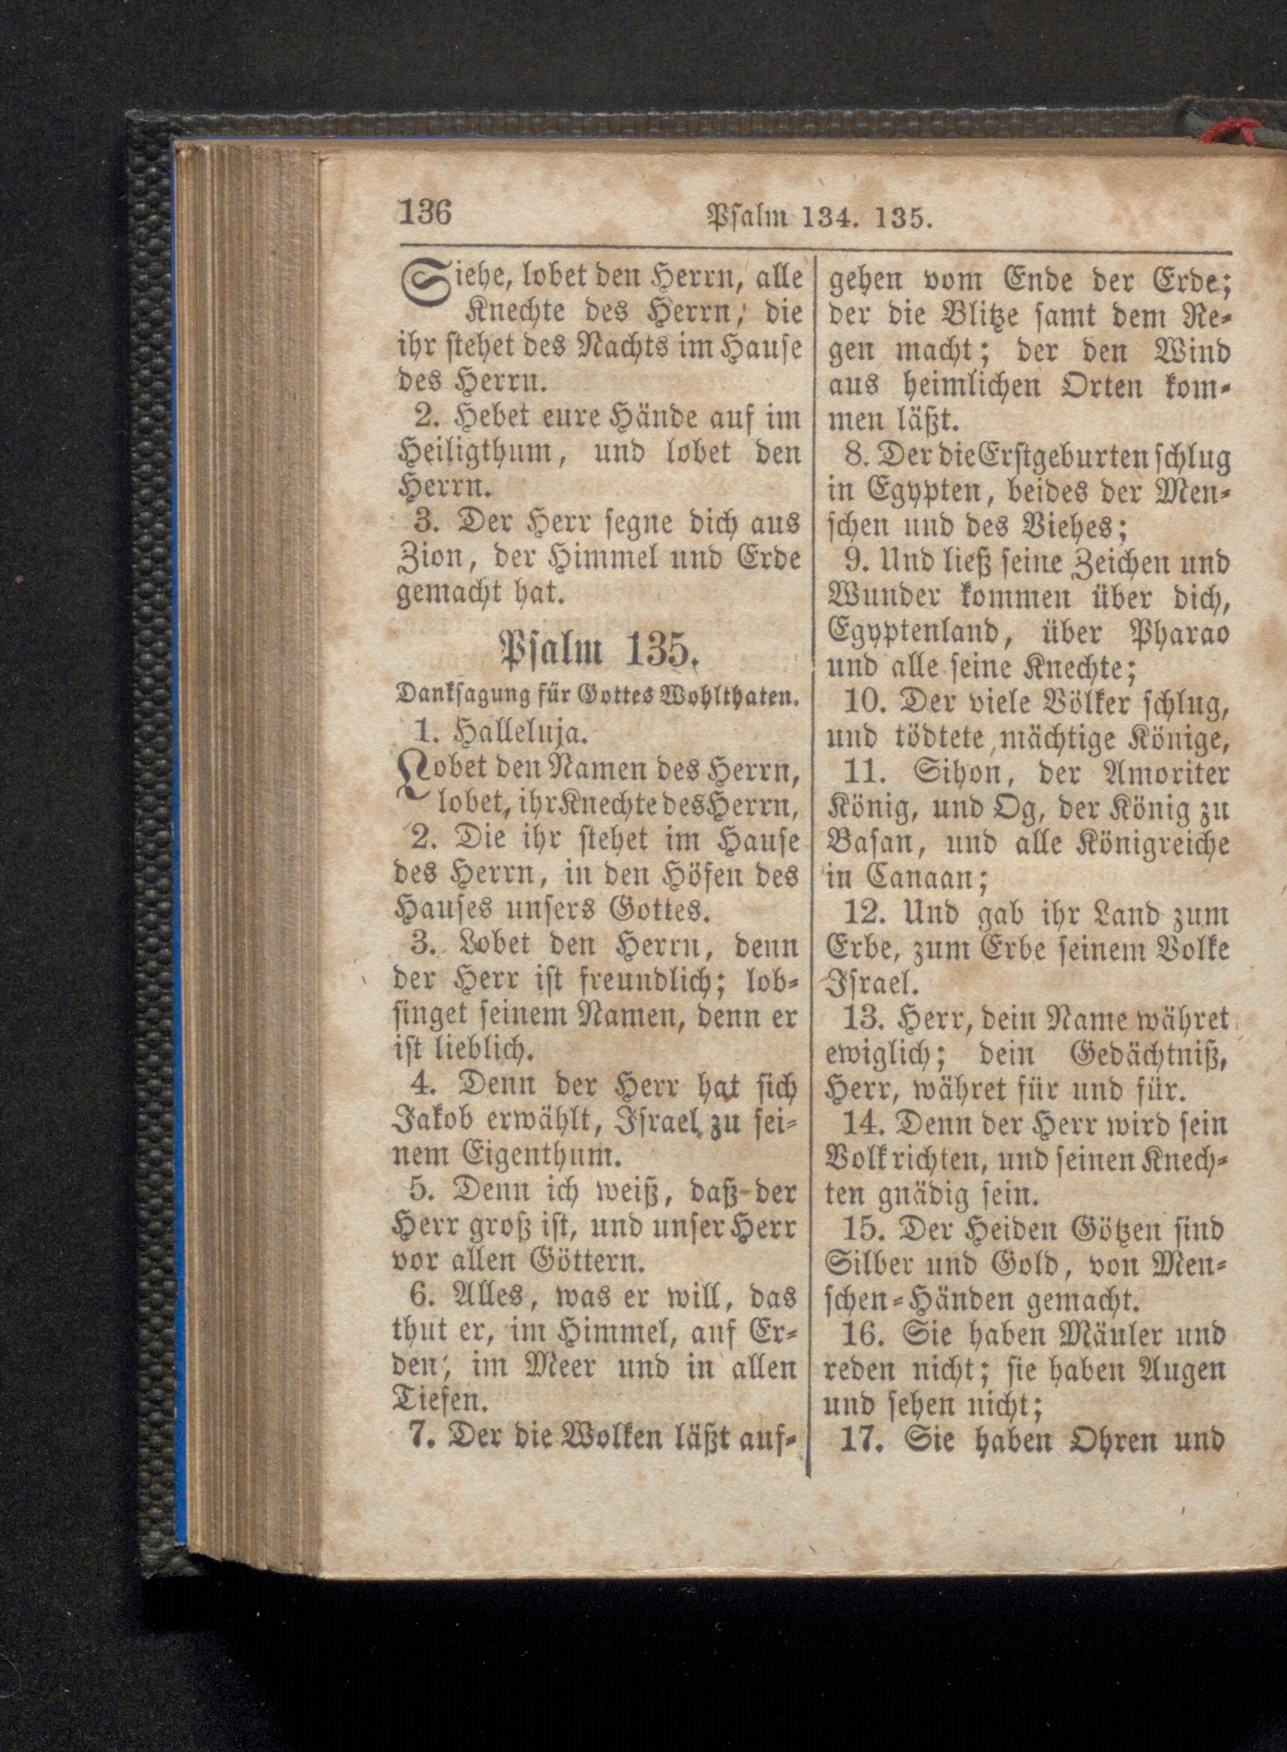 136
Psalm 134. 135.
Siehe, lobet den Herrn, alle
Knechte des Herrn, die
ihr stehet des Nachts im Hause
des Herrn.
2. Hebet eure Hände auf im
Heiligthum, und lobet den
Herrn.
3. Der Herr segne dich aus
Zion, der Himmel und Erde
gemacht hat.
Psalm 135.
Danksagung für Gottes Wohlthaten.
1. Halleluja.
Lobet den Namen des Herrn,
lobet, ihr Knechte des Herrn,
2. Die ihr stehet im Hause
des Herrn, in den Höfen des
Hauses unsers Gottes.
3. Lobet den Herrn, denn
der Herr ist freundlich; lob-
singet seinem Namen, denn er
ist lieblich.
4. Denn der Herr hat sich
Jakob erwählt, Israel zu sei-
nem Eigenthum.
5. Denn ich weiß, daß der
Herr groß ist, und unser Herr
vor allen Göttern.
6. Alles, was er will, das
thut er, im Himmel, auf Er-
den, im Meer und in allen
Tiefen.
7. Der die Wolken läßt auf-
gehen vom Ende der Erde;
der die Blitze samt dem Re-
gen macht; der den Wind
aus heimlichen Orten kom-
men läßt.
8. Der die Erstgeburten schlug
in Egypten, beides der Men-
schen und des Viehes;
9. Und ließ seine Zeichen und
Wunder kommen über dich,
Egyptenland, über Pharao
und alle seine Knechte;
10. Der viele Völker schlug,
und tödtete mächtige Könige,
11. Sihon, der Amoriter
König, und Og, der König zu
Basan, und alle Königreiche
in Canaan;
12. Und gab ihr Land zum
Erbe, zum Erbe seinem Volke
Israel.
13. Herr, dein Name währet
ewiglich; dein Gedächtniß,
Herr, währet für und für.
14. Denn der Herr wird sein
Volk richten, und seinen Knech-
ten gnädig sein.
15. Der Heiden Götzen sind
Silber und Gold, von Men-
schen-Händen gemacht.
16. Sie haben Mäuler und
reden nicht; sie haben Augen
und sehen nicht;
17. Sie haben Ohren und